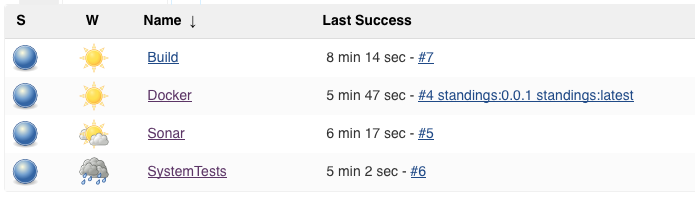 S W Name ↓ Last Success
Build 8 min 14 sec - #7
Docker 5 min 47 sec - #4 standings:0.0.1 standings:latest
Sonar 6 min 17 sec - #5
SystemTests 5 min 2 sec - #6